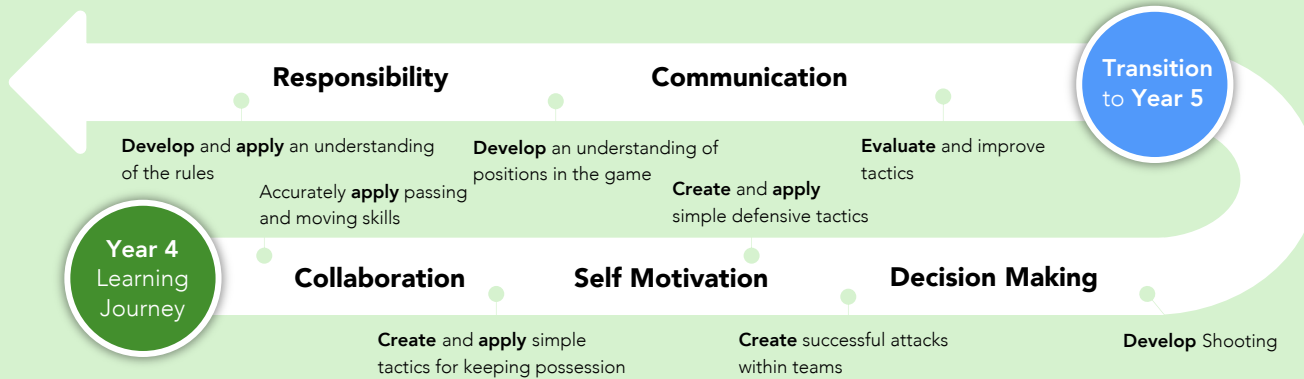 Responsibility
Communication
Transition
to Year 5
Develop and apply an understanding
of the rules
Develop an understanding of
positions in the game
Evaluate and improve
tactics
Accurately apply passing
and moving skills
Create and apply
simple defensive tactics
Year 4
Learning
Journey
Collaboration
Self Motivation
Decision Making
Create and apply simple
tactics for keeping possession
Create successful attacks
within teams
Develop Shooting